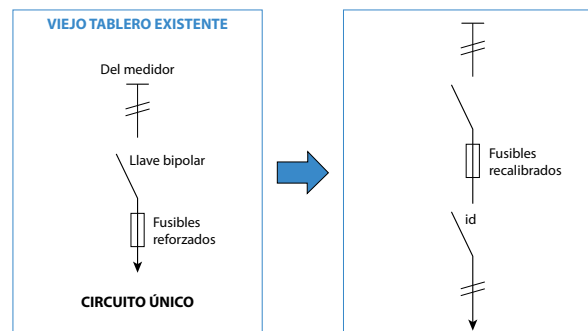 VIEJO TABLERO EXISTENTE
Del medidor
Llave bipolar
Fusibles
reforzados
CIRCUITO ÚNICO
Fusibles
recalibrados
id